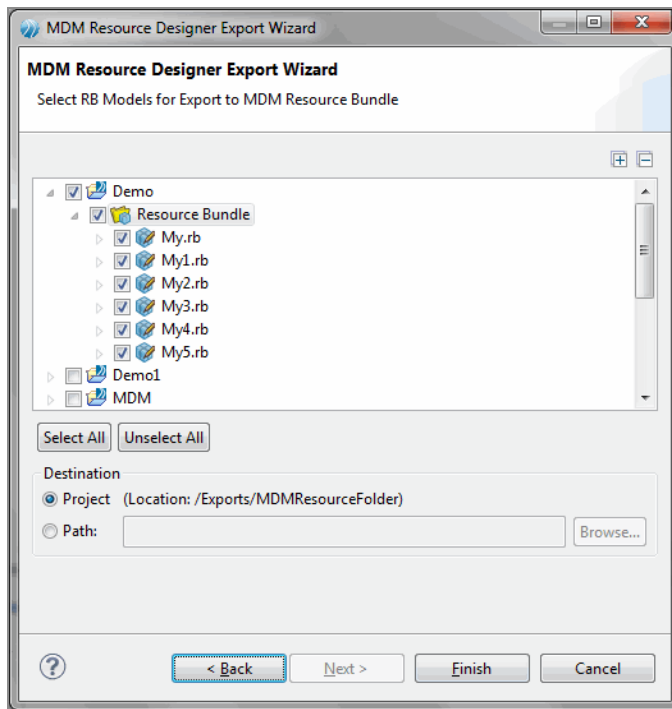 MDM Resource Designer Export Wizard
MDM Resource Designer Export Wizard
Select RB Models for Export to MDM Resource Bundle
Demo
Resource Bundle
My.rb
My1.rb
My2.rb
My3.rb
My4.rb
My5.rb
Demo1
MDM
Select All Unselect All
Destination
Project (Location: /Exports/MDMResourceFolder)
Path: Browse...
< Back Next > Finish Cancel